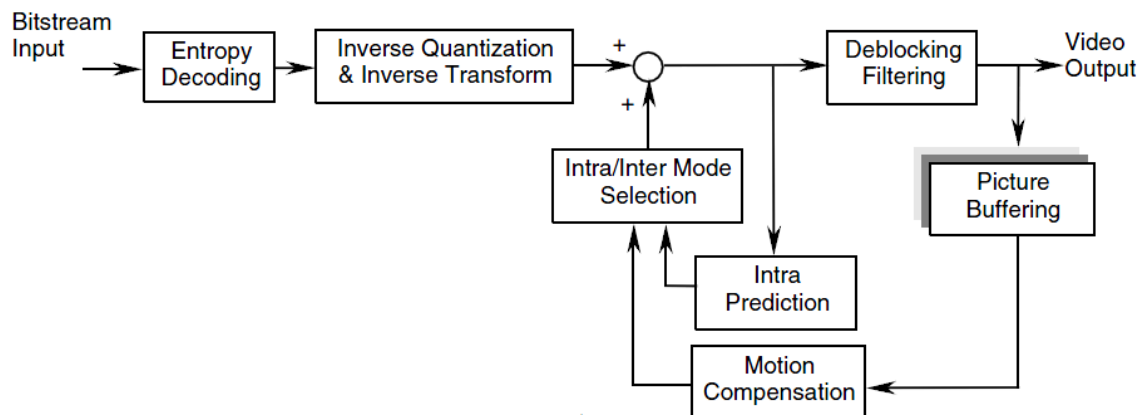 Bitstream
Input
Entropy
Decoding
Inverse Quantization
& Inverse Transform
+
+
Deblocking
Filtering
Video
Output
Intra/Inter Mode
Selection
Picture
Buffering
Intra
Prediction
Motion
Compensation